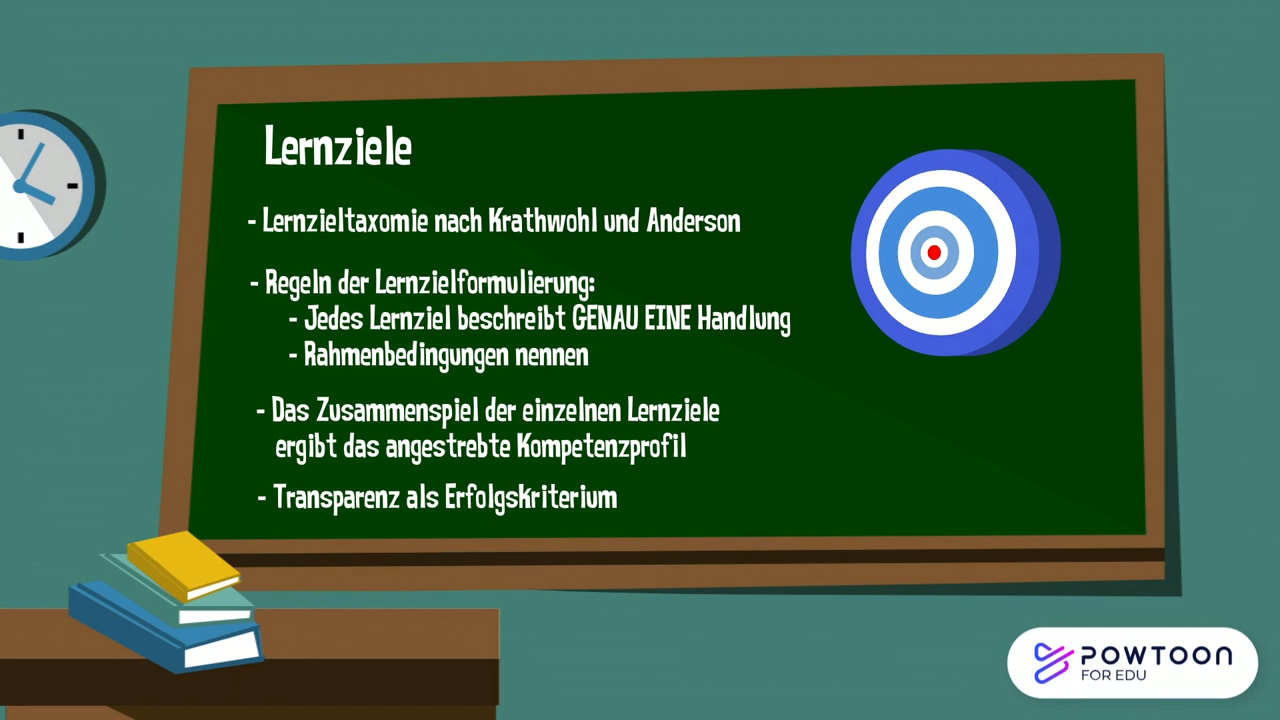 Lernziele
- Lernzieltaxomie nach Krathwohl und Anderson
- Regeln der Lernzielformulierung:
- Jedes Lernziel beschreibt GENAU EINE Handlung
- Rahmenbedingungen nennen
- Das Zusammenspiel der einzelnen Lernziele
ergibt das angestrebte Kompetenzprofil
- Transparenz als Erfolgskriterium
POWTOON
FOR EDU